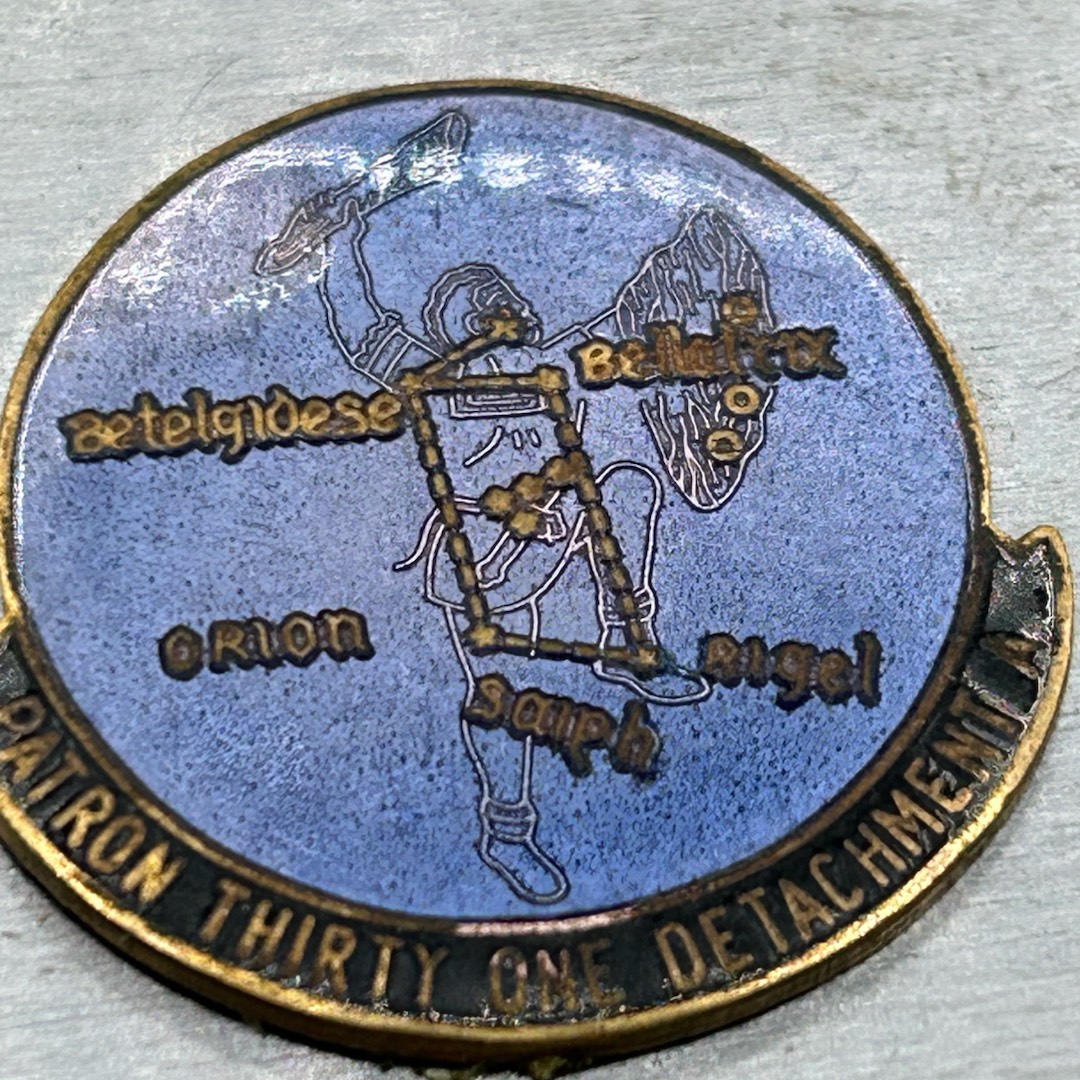 Bellatrix
Betelgidese
ORION
Rigel
Saiph
PATRON THIRTY ONE DETACHMENT A